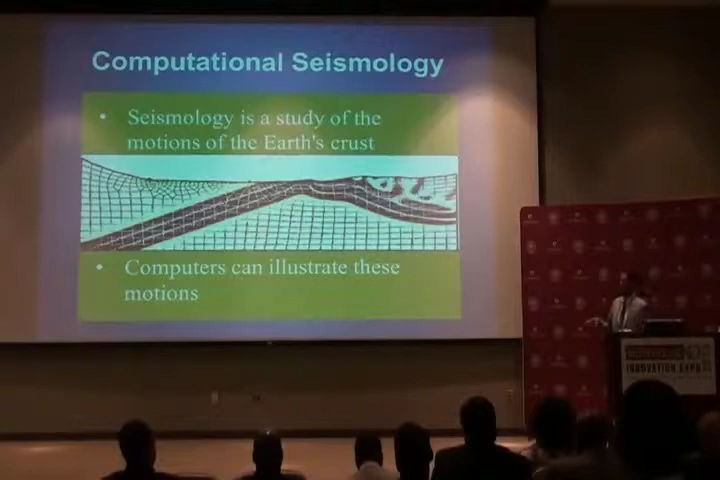 Computational Seismology
• Seismology is a study of the
motions of the Earth's crust
• Computers can illustrate these
motions
INNOVATION EXPO